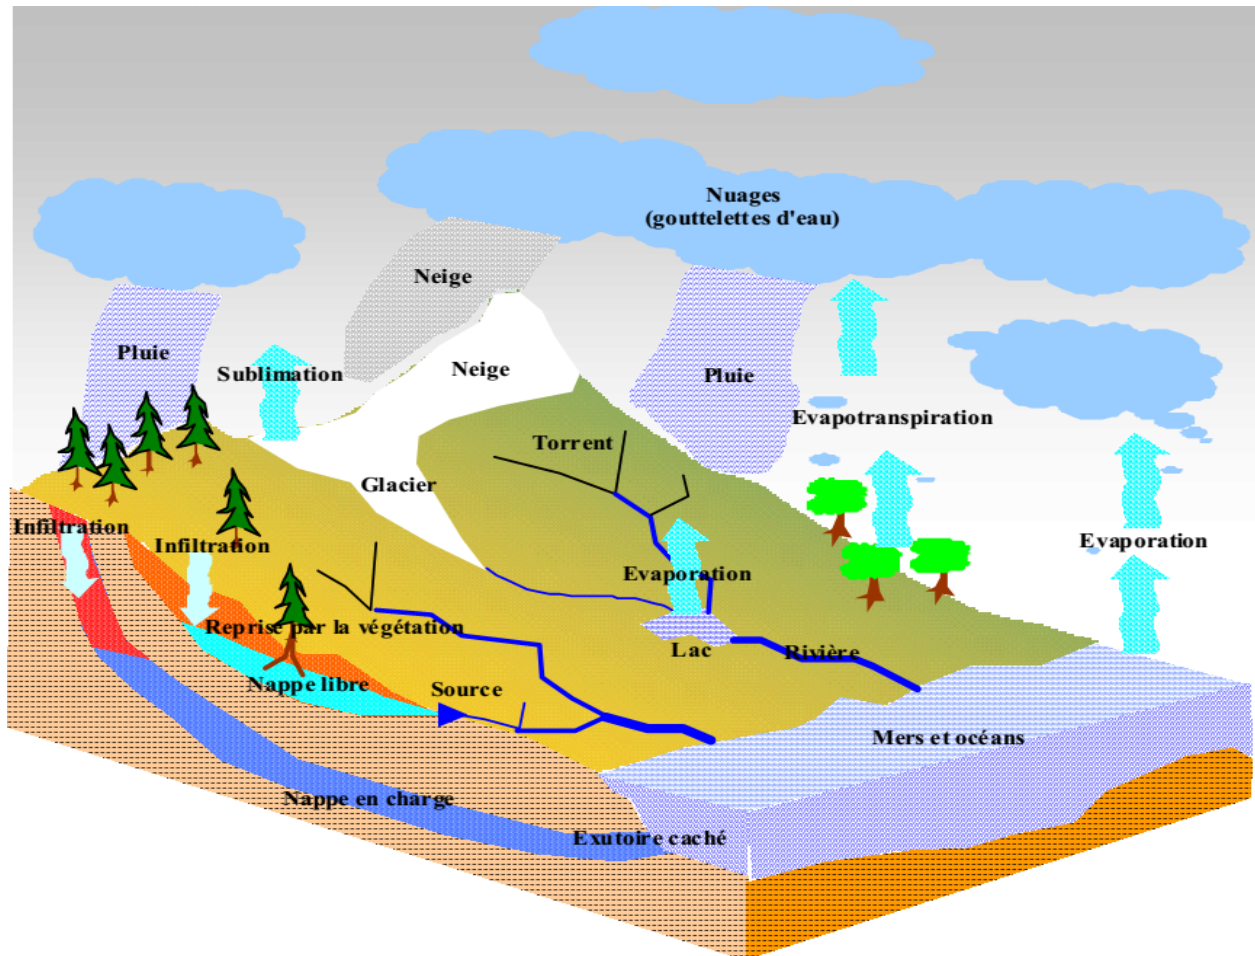 Nuages
(gouttelettes d'eau)
Neige
Pluie
Sublimation
Neige
Pluie
Evapotranspiration
Torrent
Glacier
Infiltration
Infiltration
Evaporation
Evaporation
Reprise par la végétation
Lac
Rivière
Nappe libre
Source
Mers et océans
Nappe en charge
Exutoire caché